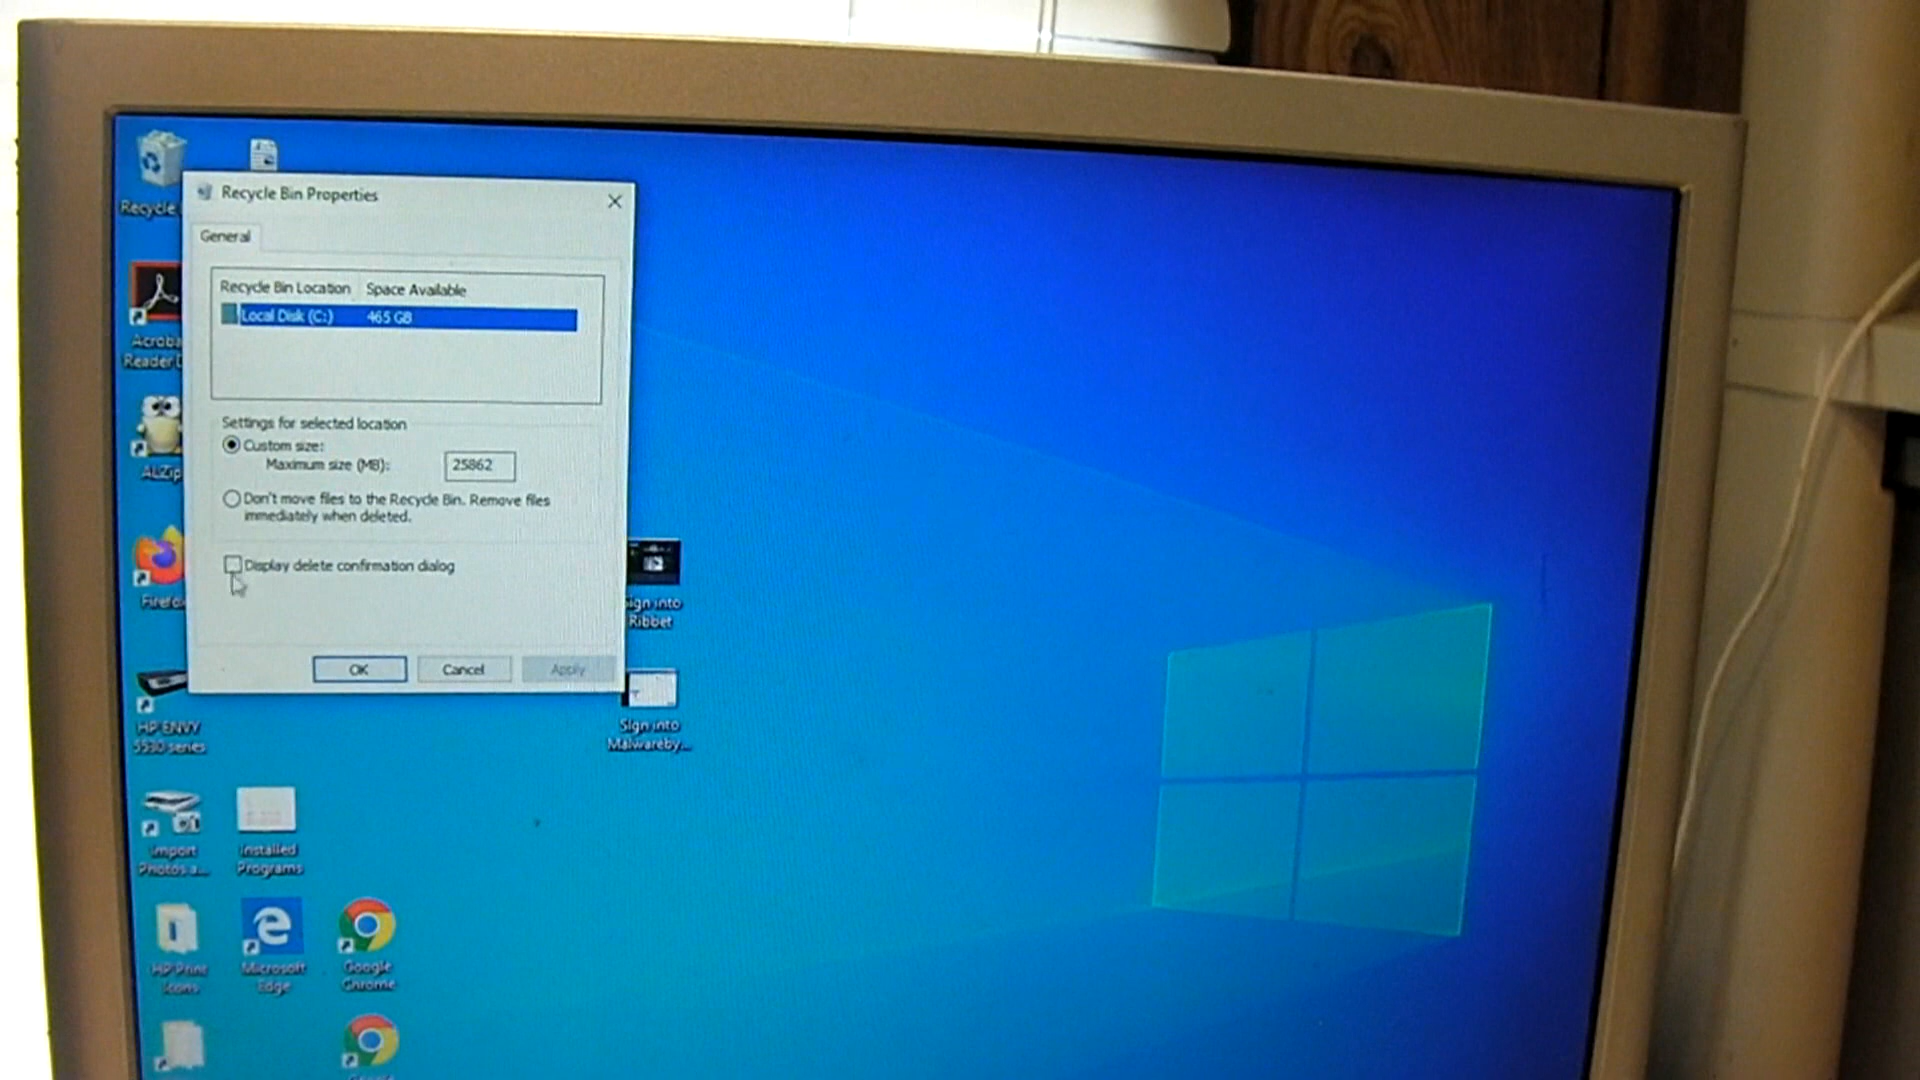 Recycle
Recycle Bin Properties
General
Recycle Bin Location Space Available
Local Disk (C:) 465 GB
Settings for selected location
Custom size:
Maximum size (MB): 25862
Don't move files to the Recycle Bin. Remove files
immediately when deleted.
Display delete confirmation dialog
OK Cancel Apply
Acroba
Reader D
ALZip
Firefox
HP ENVY
5530 series
Import
Photos a...
Installed
Programs
HP Print
Icons
Microsoft
Edge
Google
Chrome
Sign into
Ribbet
Sign into
Malwareby...